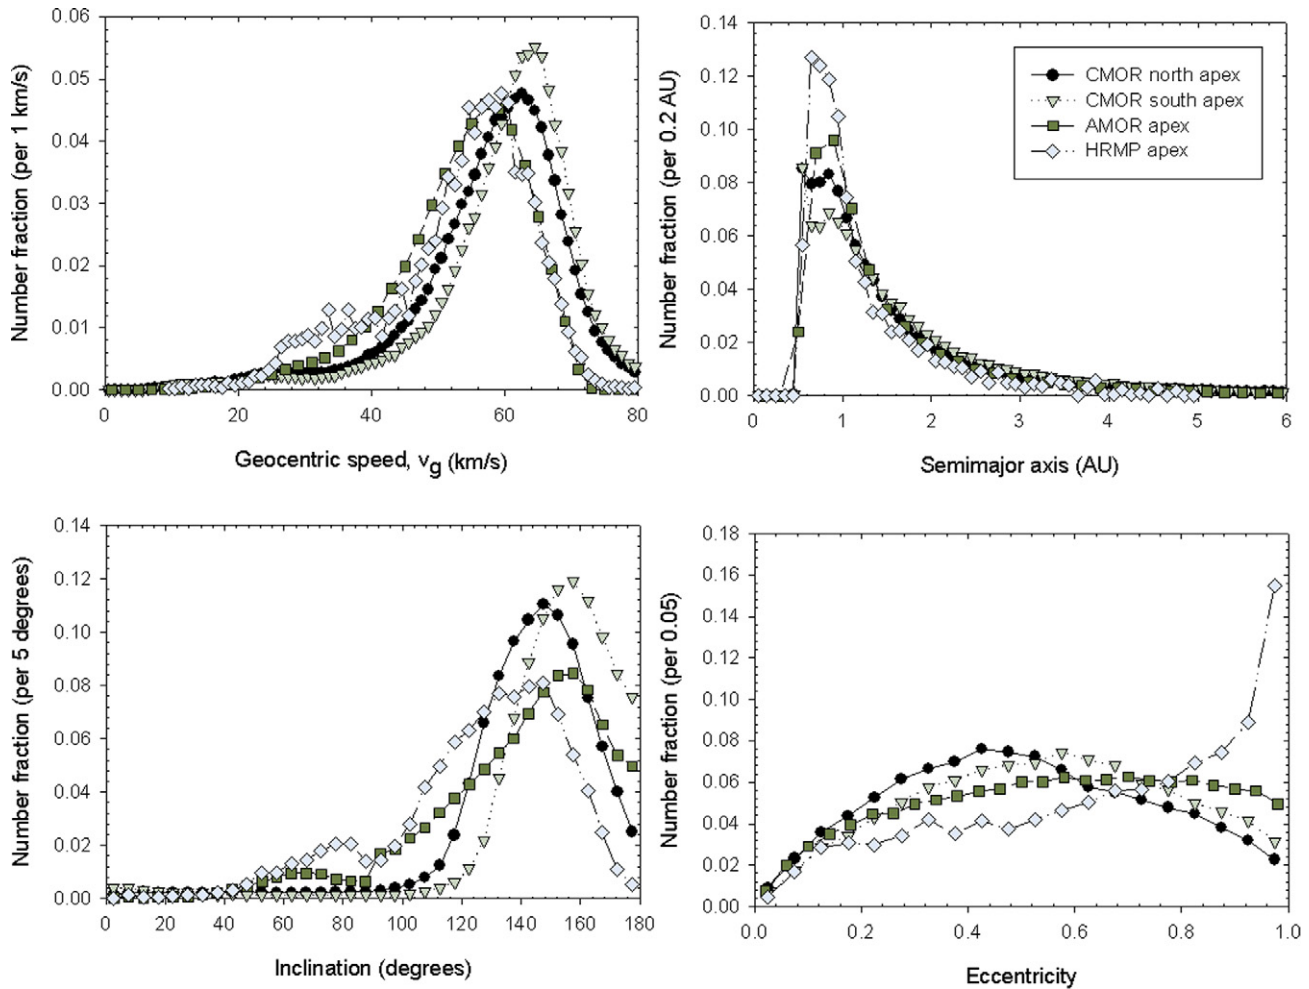 0.06
0.05
0.04
0.03
0.02
0.01
0.00
Number fraction (per 1 km/s)
0 20 40 60 80
Geocentric speed, vg (km/s)
0.14
0.12
0.10
0.08
0.06
0.04
0.02
0.00
Number fraction (per 0.2 AU)
CMOR north apex
CMOR south apex
AMOR apex
HRMP apex
0 1 2 3 4 5 6
Semimajor axis (AU)
0.14
0.12
0.10
0.08
0.06
0.04
0.02
0.00
Number fraction (per 5 degrees)
0 20 40 60 80 100 120 140 160 180
Inclination (degrees)
0.18
0.16
0.14
0.12
0.10
0.08
0.06
0.04
0.02
0.00
Number fraction (per 0.05)
0.0 0.2 0.4 0.6 0.8 1.0
Eccentricity